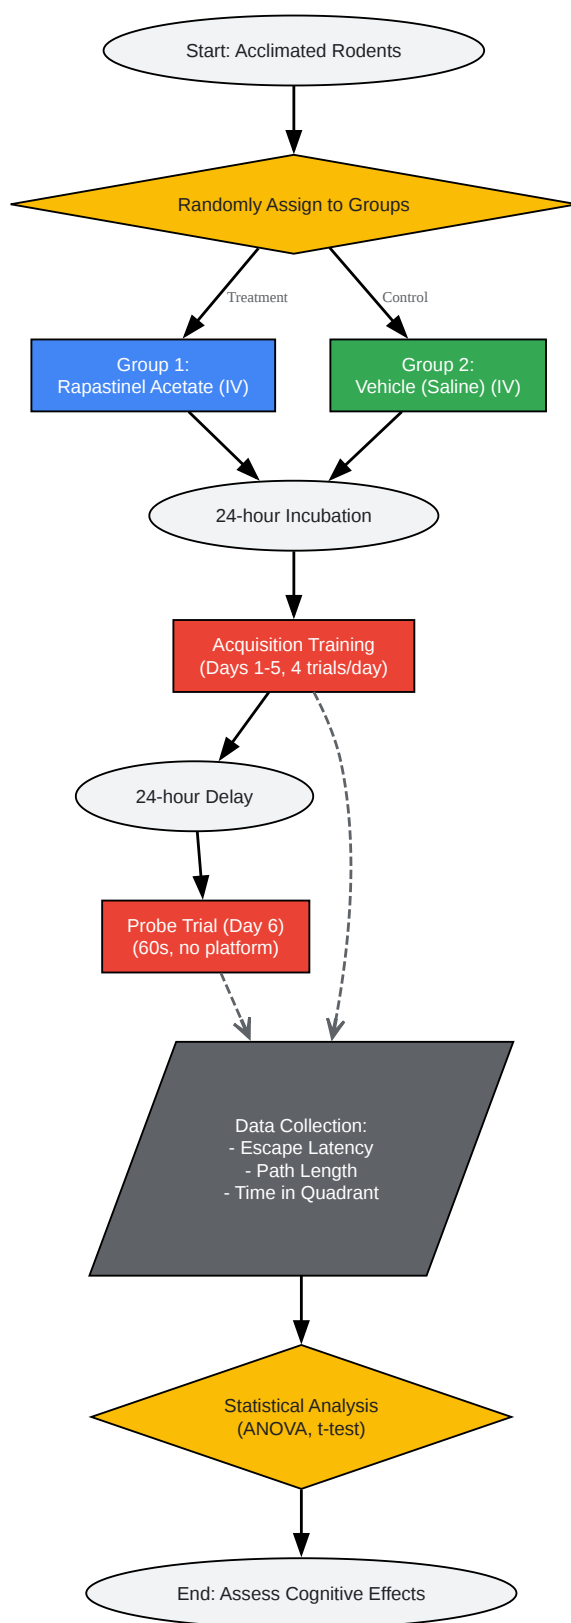 Start: Acclimated Rodents
Randomly Assign to Groups
Treatment
Control
Group 1:
Rapastinel Acetate (IV)
Group 2:
Vehicle (Saline) (IV)
24-hour Incubation
Acquisition Training
(Days 1-5, 4 trials/day)
24-hour Delay
Probe Trial (Day 6)
(60s, no platform)
Data Collection:
- Escape Latency
- Path Length
- Time in Quadrant
Statistical Analysis
(ANOVA, t-test)
End: Assess Cognitive Effects